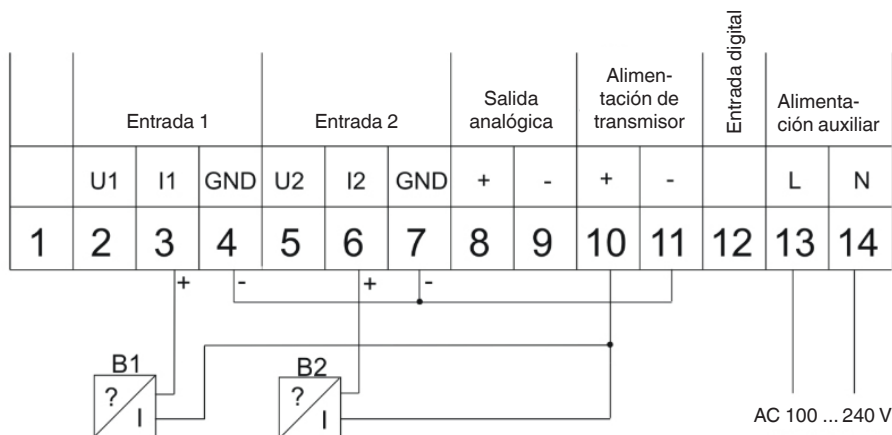 Entrada 1
Entrada 2
Salida
analógica
Alimen-
tación de
transmisor
Entrada digital
Alimenta-
ción auxiliar
U1 I1 GND U2 I2 GND + - + - L N
1 2 3 4 5 6 7 8 9 10 11 12 13 14
+ - + -
B1
? I
B2
? I
AC 100 ... 240 V